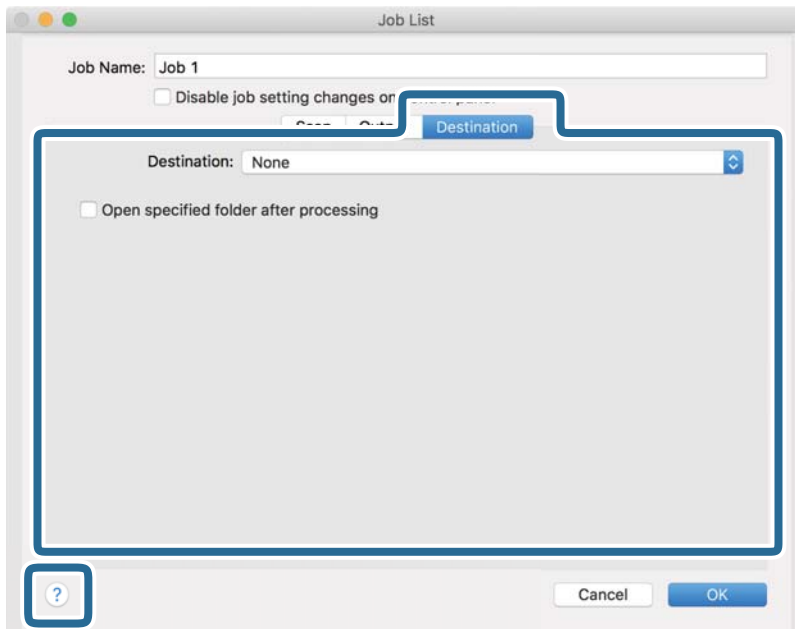 Job List
Job Name: Job 1
Disable job setting changes on
Destination
Destination: None
Open specified folder after processing
? Cancel OK